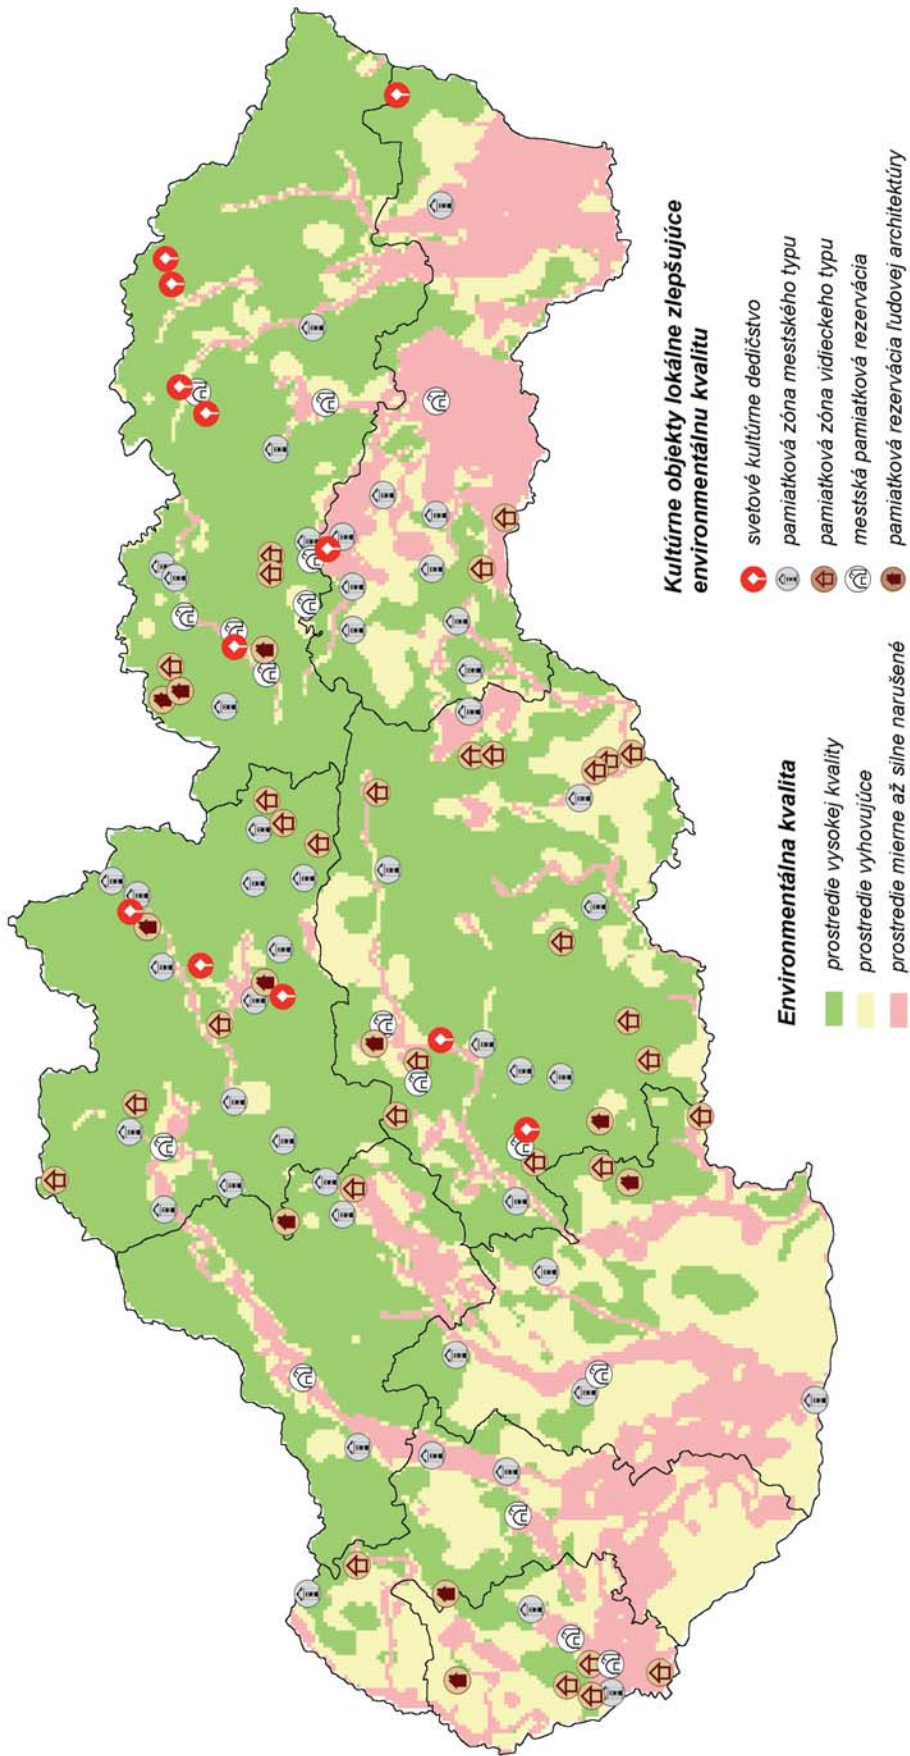 Kultúrne objekty lokálne zlepšujúce
environmentálnu kvalitu
svetové kultúrne dedičstvo
pamiatková zóna mestského typu
pamiatková zóna vidieckeho typu
mestská pamiatková rezervácia
pamiatková rezervácia ľudovej architektúry
Environmentálna kvalita
prostredie vysokej kvality
prostredie vyhovujúce
prostredie mierne až silne narušené